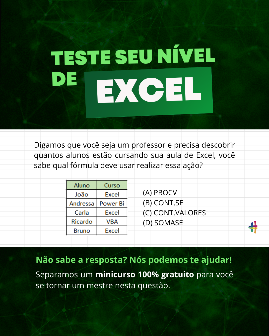 TESTE SEU NÍVEL
DE EXCEL
Digamos que você seja um professor e precisa descobrir
quantos alunos estão cursando sua aula de Excel, você
sabe qual fórmula deve usar realizar essa ação?
Aluno Curso
João Excel
Andressa Power Bi
Carla Excel
Ricardo VBA
Bruno Excel
(A) PROCV
(B) CONT.SE
(C) CONT.VALORES
(D) SOMASE
Não sabe a resposta? Nós podemos te ajudar!
Separamos um minicurso 100% gratuito para você
se tornar um mestre nesta questão.